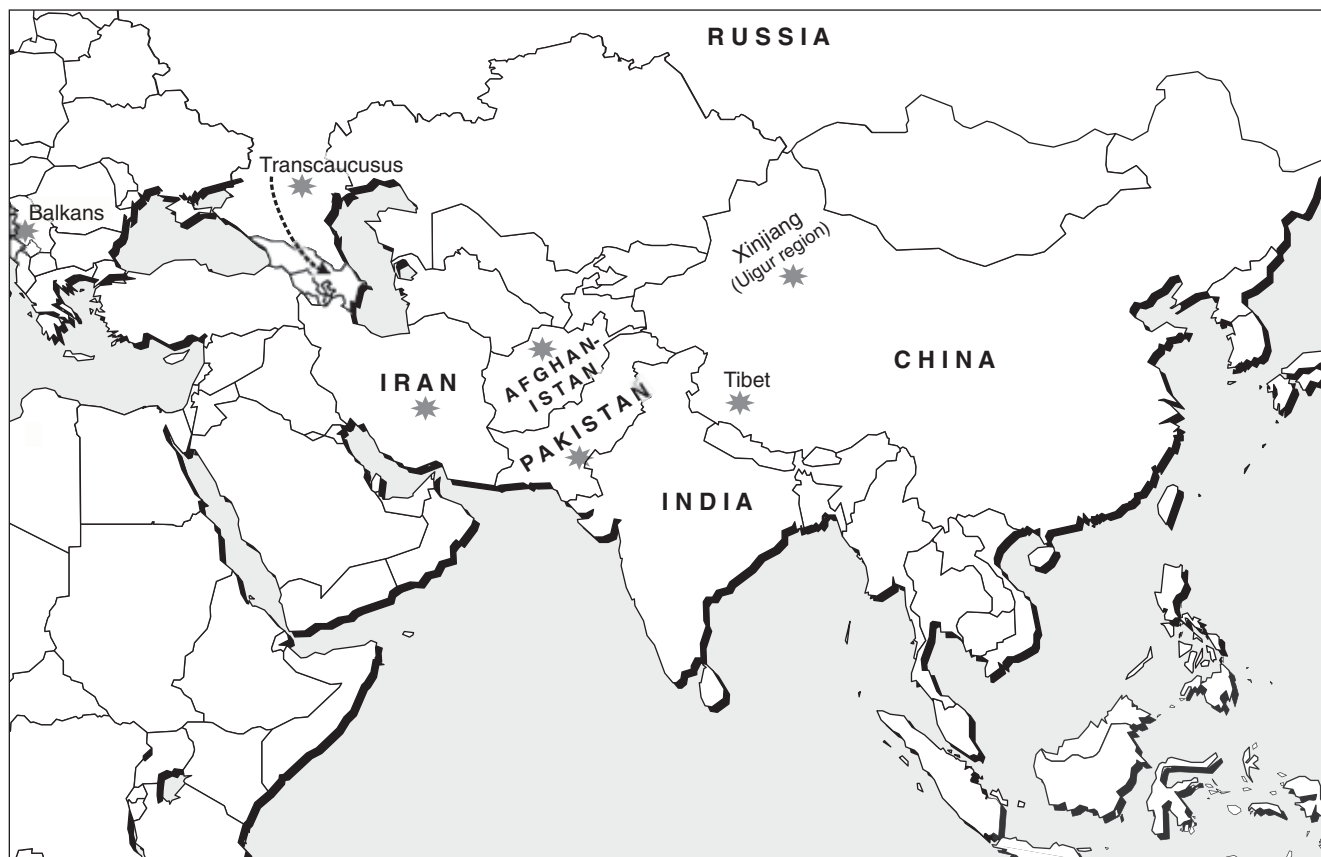 RUSSIA
Transcaucusus
Balkans
Xinjiang
(Uigur region)
CHINA
IRAN
AFGHAN-
ISTAN
Tibet
PAKISTAN
INDIA